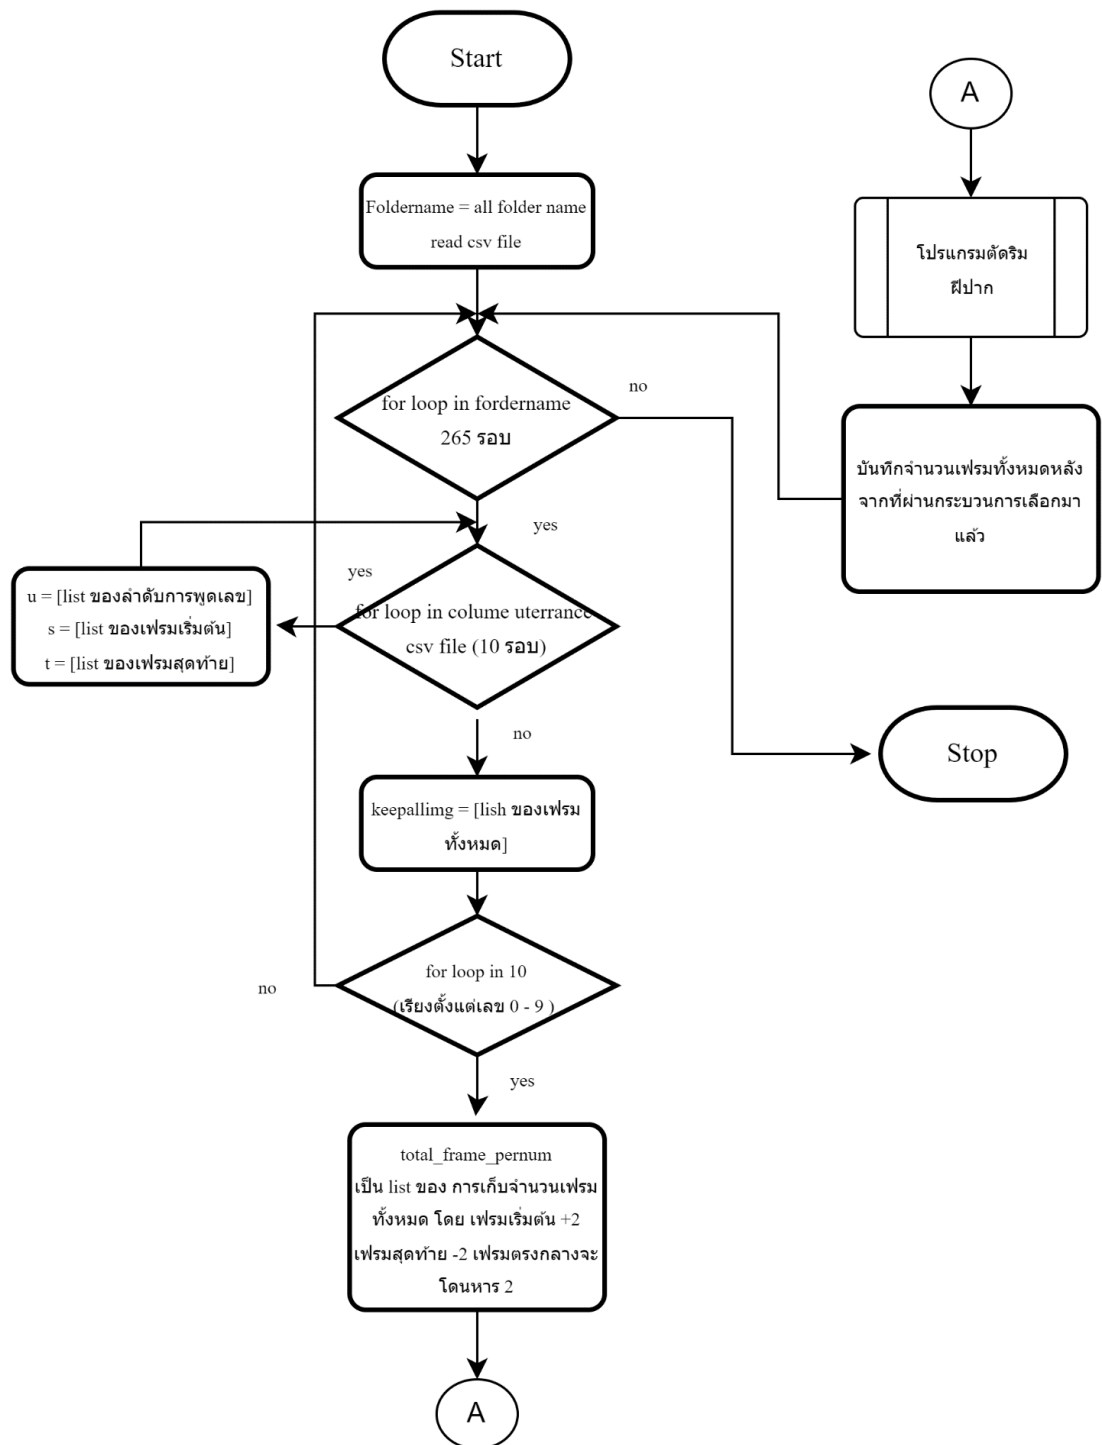 Start
Foldername = all folder name
read csv file
for loop in fordername
265 รอบ
no
yes
for loop in colume uterrance
csv file (10 รอบ)
yes
u = [list ของลำดับการพูดเลข]
s = [list ของเฟรมเริ่มต้น]
t = [list ของเฟรมสุดท้าย]
no
keepallimg = [lish ของเฟรม
ทั้งหมด]
for loop in 10
(เรียงตั้งแต่เลข 0 - 9 )
no
yes
total_frame_pernum
เป็น list ของ การเก็บจำนวนเฟรม
ทั้งหมด โดย เฟรมเริ่มต้น +2
เฟรมสุดท้าย -2 เฟรมตรงกลางจะ
โดนหาร 2
A
A
โปรแกรมตัดริม
ฝีปาก
บันทึกจำนวนเฟรมทั้งหมดหลัง
จากที่ผ่านกระบวนการเลือกมา
แล้ว
Stop